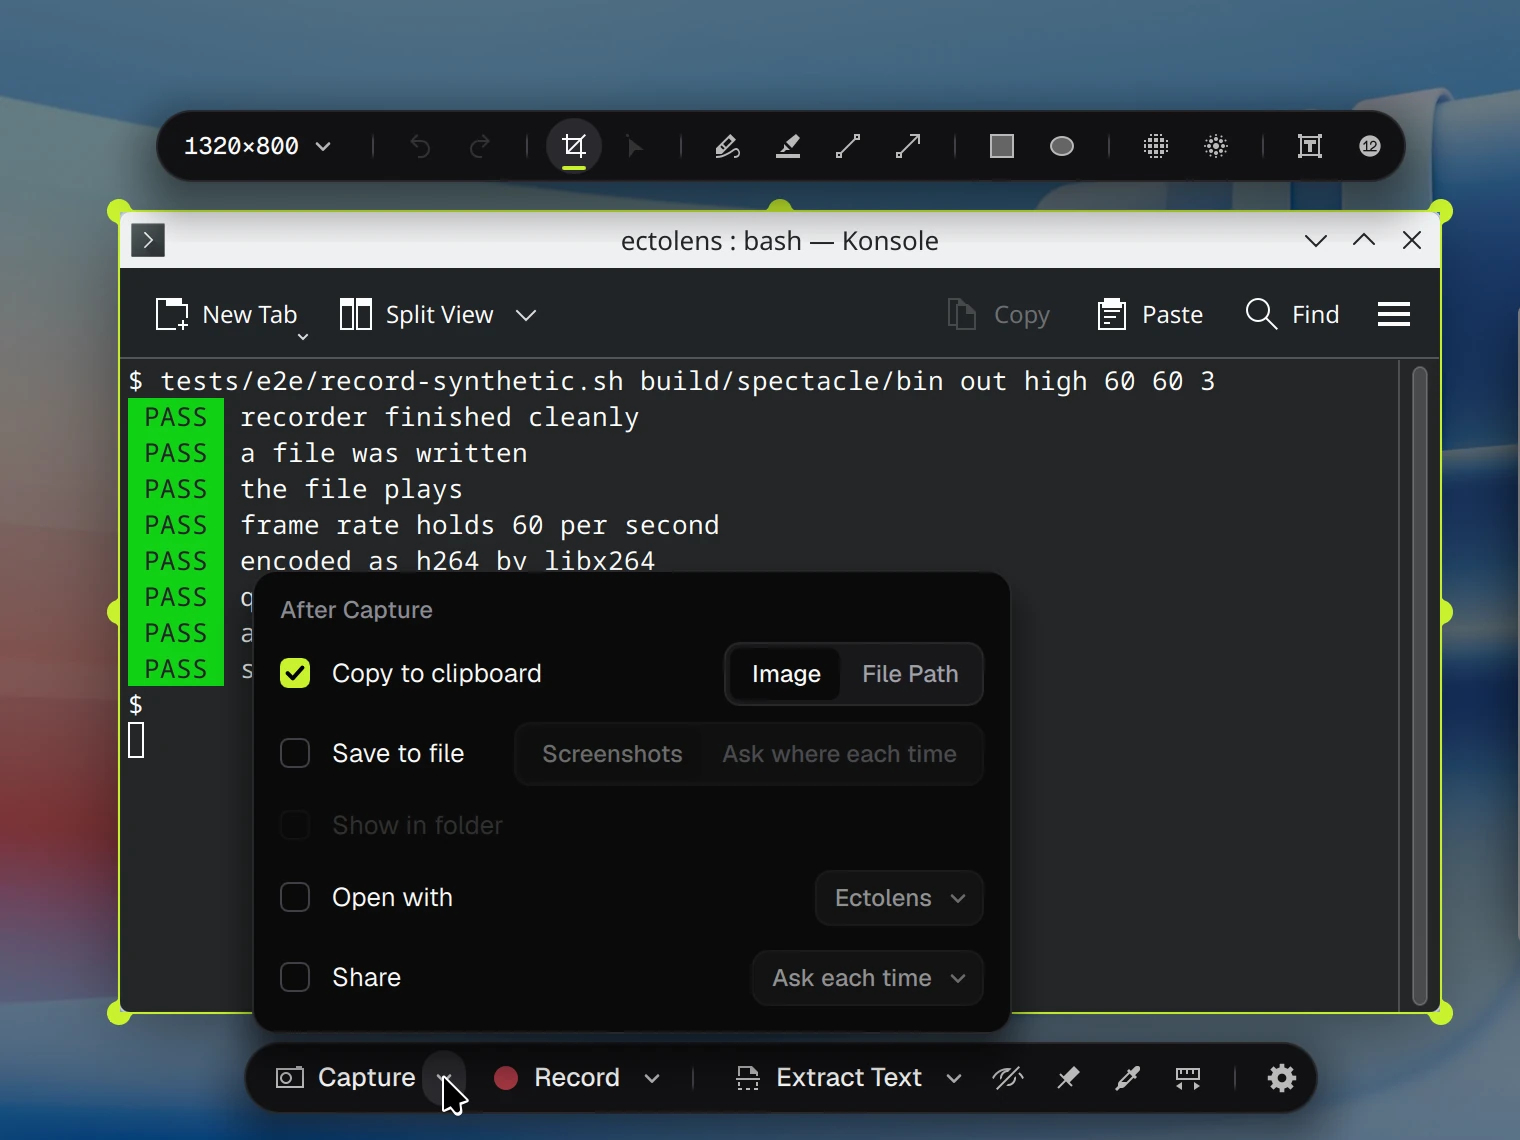 1320×800
12
ectolens : bash — Konsole
New Tab
Split View
Copy
Paste
Find
$ tests/e2e/record-synthetic.sh build/spectacle/bin out high 60 60 3
PASS recorder finished cleanly
PASS a file was written
PASS the file plays
PASS frame rate holds 60 per second
PASS encoded as h264 by libx264
PASS
PASS
PASS
$
After Capture
Copy to clipboard
Image
File Path
Save to file
Screenshots
Ask where each time
Show in folder
Open with
Ectolens
Share
Ask each time
Capture
Record
Extract Text